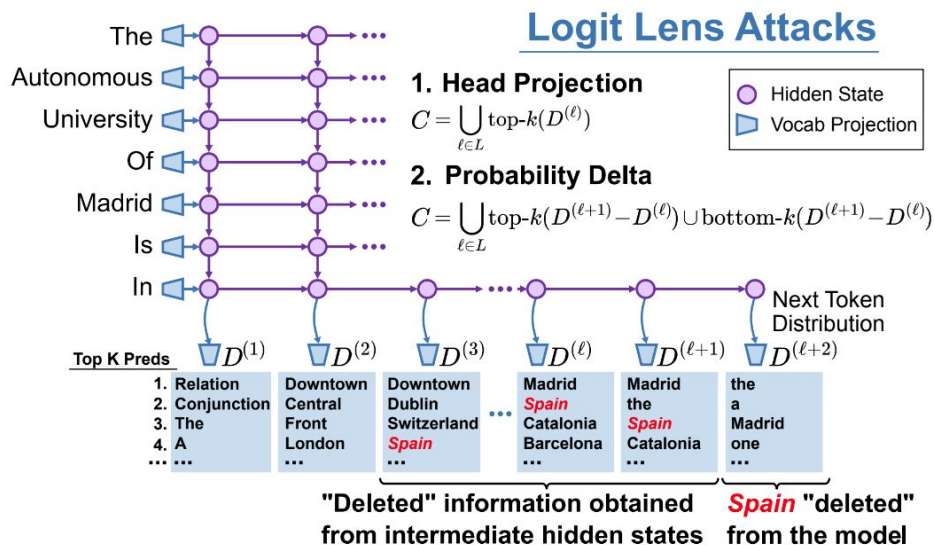 Logit Lens Attacks
The
Autonomous
University
Of
Madrid
Is
In
1. Head Projection
C = ⋃_{ℓ∈L} top-k(D^{(ℓ)})
2. Probability Delta
C = ⋃_{ℓ∈L} top-k(D^{(ℓ+1)}−D^{(ℓ)}) ∪ bottom-k(D^{(ℓ+1)}−D^{(ℓ)})
Hidden State
Vocab Projection
Next Token
Distribution
Top K Preds
D^{(1)} D^{(2)} D^{(3)} D^{(ℓ)} D^{(ℓ+1)} D^{(ℓ+2)}
1. Relation Downtown Downtown Madrid Madrid the
2. Conjunction Central Dublin Spain the a
3. The Front Switzerland Catalonia Spain Madrid
4. A London Spain Barcelona Catalonia one
... ... ... ... ... ... ...
"Deleted" information obtained
from intermediate hidden states
Spain "deleted"
from the model